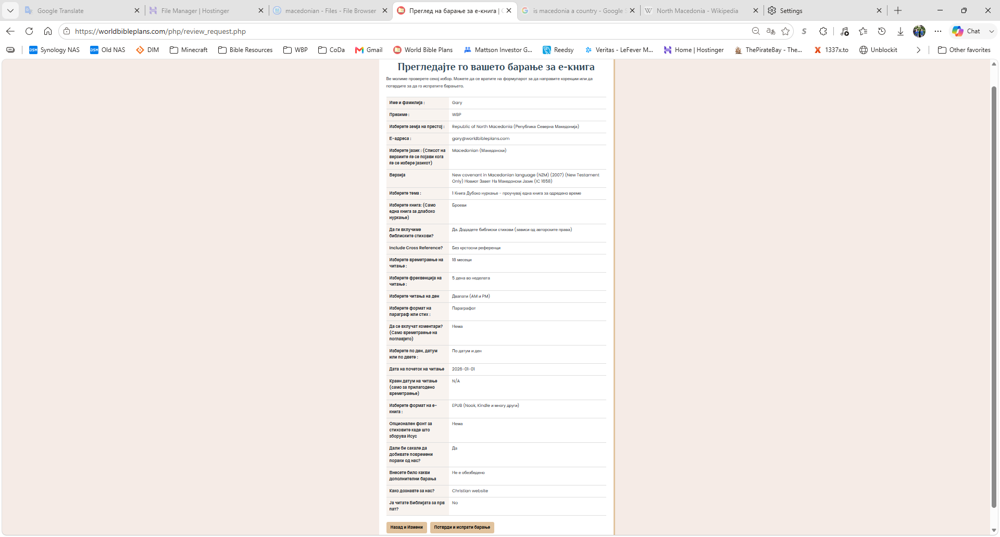 Google Translate
File Manager | Hostinger
macedonian - Files - File Browser
Преглед на барање за е-книга |
is macedonia a country - Google
North Macedonia - Wikipedia
Settings
https://worldbibleplans.com/php/review_request.php
Chat
Synology NAS
Old NAS
DIM
Minecraft
Bible Resources
WBP
CoDa
Gmail
World Bible Plans
Mattson Investor G...
Reedsy
Veritas - LeFever M...
Home | Hostinger
ThePirateBay - The...
1337x.to
Unblockit
Other favorites
Прегледајте го вашето барање за е-книга
Ве молиме проверете секој избор. Можете да се вратите на формуларот за да направите корекции или да
потврдите за да го испратите барањето.
Име и фамилија :
Gary
Презиме :
WBP
Изберете земја на престој :
Republic of North Macedonia (Република Северна Македонија)
Е-адреса :
gary@worldbibleplans.com
Изберете јазик : (Списот на
верзиите ќе се појави кога
ќе се избере јазикот)
Macedonian (Македонски)
Верзија
New covenant in Macedonian language (NZM) (2007) (New Testament
Only) Новиот Завет На Македонски Јазик (IC 1658)
Изберете тема :
1 Книга Дубоко нуркање - проучувај една книга за одредено време
Изберете книга: (Само
една книга за длабоко
нуркање)
Броеви
Да ги вклучиме
библиските стихови?
Да. Додадете библиски стихови (зависи од авторските права)
Include Cross Reference?
Без крстосни референци
Изберете времетраење на
читање :
18 месеци
Изберете фреквенција на
читање :
5 дена во неделата
Изберете читања на ден
Двапати (AM и PM)
Изберете формат на
параграф или стих :
Параграфот
Да се вклучат коментари?
(Само времетраење на
поглавјето)
Нема
Изберете по ден, датум
или по двете :
По датум и ден
Дата на почеток на читање
2026-01-01
Краен датум на читање
(само за прилагодено
времетраење)
N/A
Изберете формат на е-
книга :
EPUB (Nook, Kindle и многу други)
Опционален фонт за
стиховите каде што
зборува Исус
Нема
Дали би сакале да
добивате повремени
пораки од нас?
Да
Внесете било какви
дополнителни барања
Не е обезбедено
Како дознавте за нас?
Christian website
Ја читате Библијата за прв
пат?
No
Назад и Измени
Потврди и испрати барање